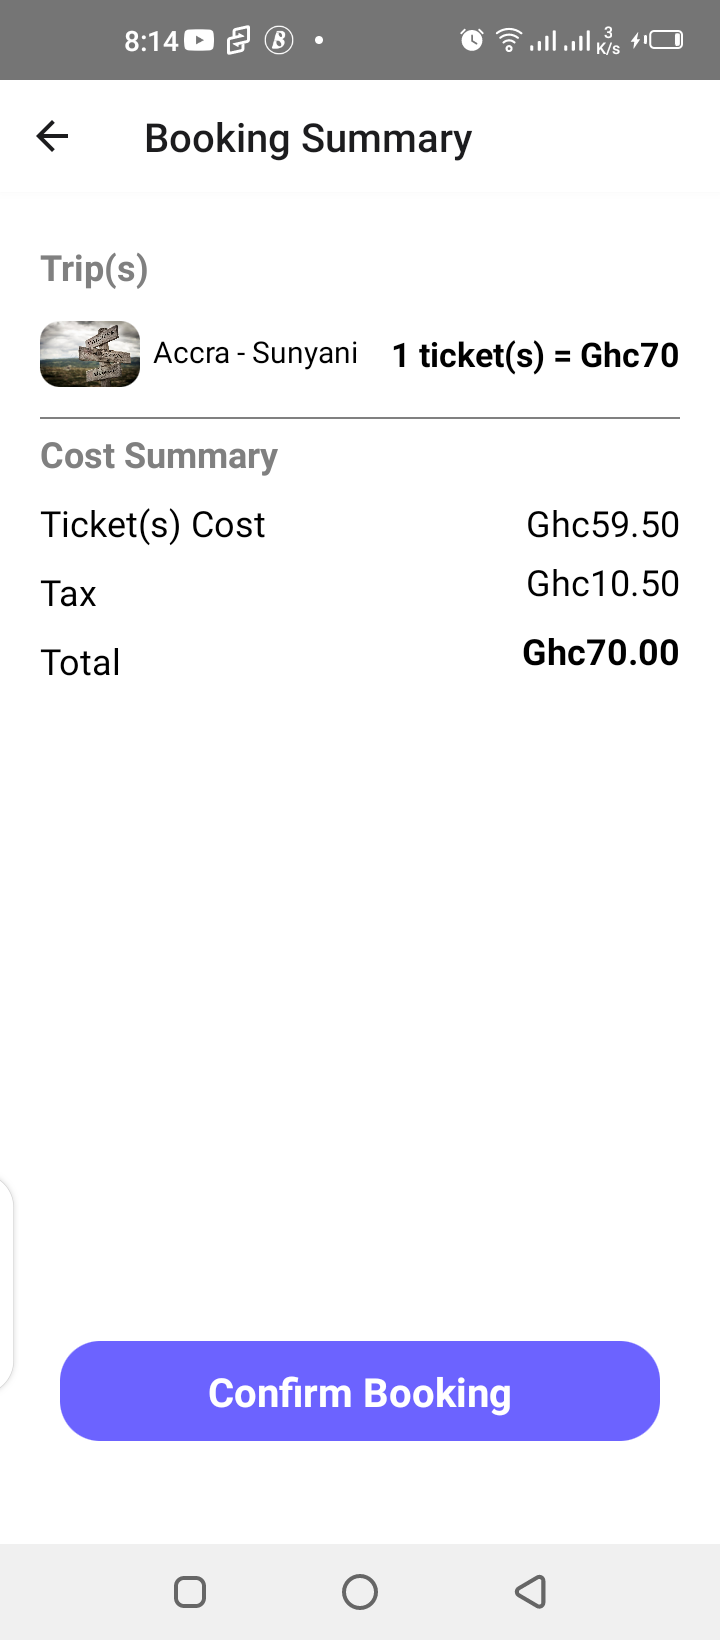 8:14
3
K/s
Booking Summary
Trip(s)
Accra - Sunyani 1 ticket(s) = Ghc70
Cost Summary
Ticket(s) Cost Ghc59.50
Tax Ghc10.50
Total Ghc70.00
Confirm Booking